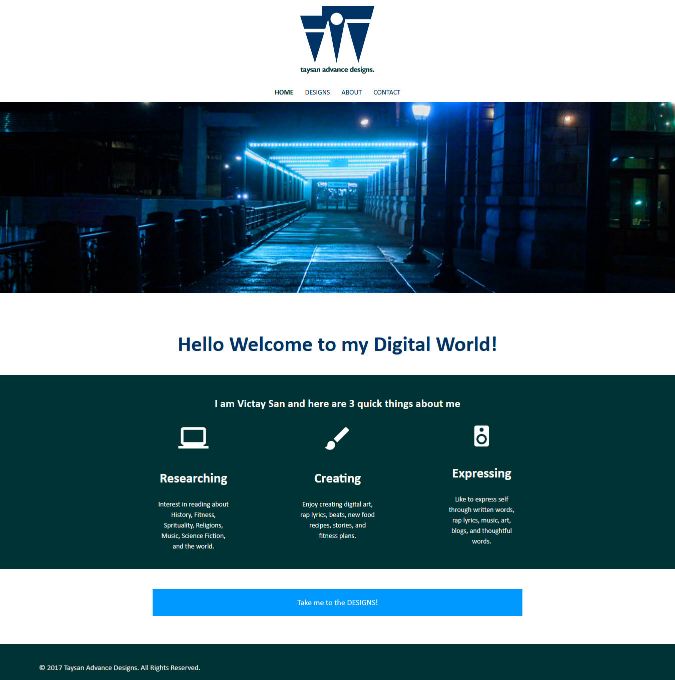 taysan advance designs.
HOME DESIGNS ABOUT CONTACT
Hello Welcome to my Digital World!
I am Victay San and here are 3 quick things about me
Researching
Interest in reading about
History, Fitness,
Sprituality, Religions,
Music, Science Fiction,
and the world.
Creating
Enjoy creating digital art,
rap lyrics, beats, new food
recipes, stories, and
fitness plans.
Expressing
Like to express self
through written words,
rap lyrics, music, art,
blogs, and thoughtful
words.
Take me to the DESIGNS!
© 2017 Taysan Advance Designs. All Rights Reserved.